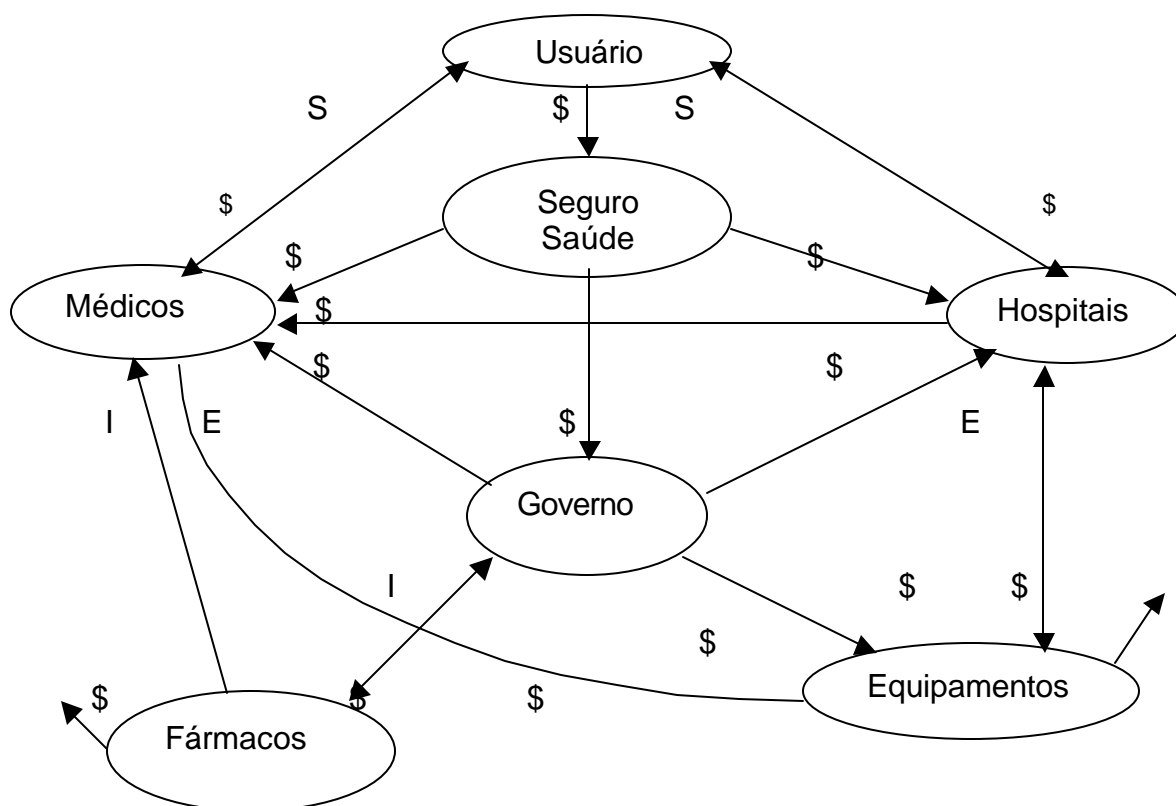 Usuário
S
$
S
$
Seguro
Saúde
$
$
$
Médicos
$
Hospitais
$
$
I
E
$
E
Governo
I
$
$
$
$
Equipamentos
$
$
$
Fármacos